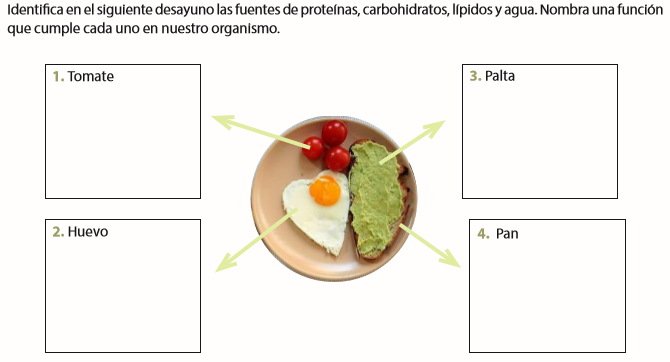 Identifica en el siguiente desayuno las fuentes de proteínas, carbohidratos, lípidos y agua. Nombra una función
que cumple cada uno en nuestro organismo.
1. Tomate
3. Palta
2. Huevo
4. Pan